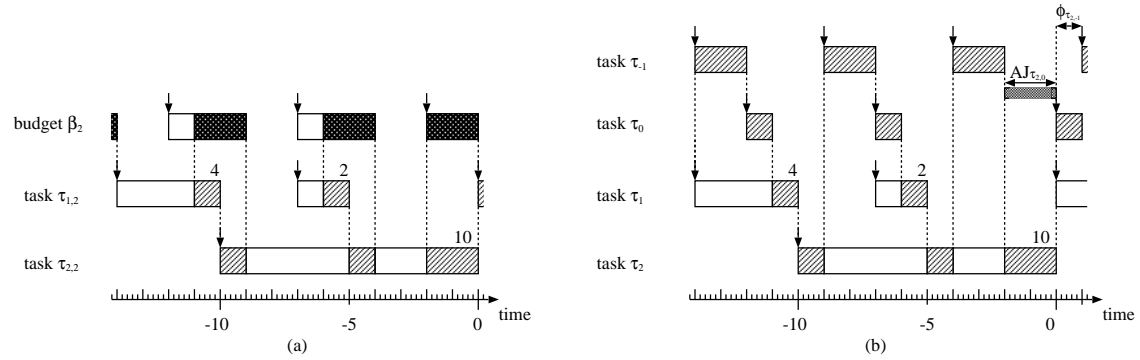 budget β₂
task τ₁,₂
4
2
task τ₂,₂
10
-10
-5
0
time
(a)
ϕτ₂,₋₁
task τ₋₁
AJτ₂,₀
task τ₀
task τ₁
4
2
task τ₂
10
-10
-5
0
time
(b)